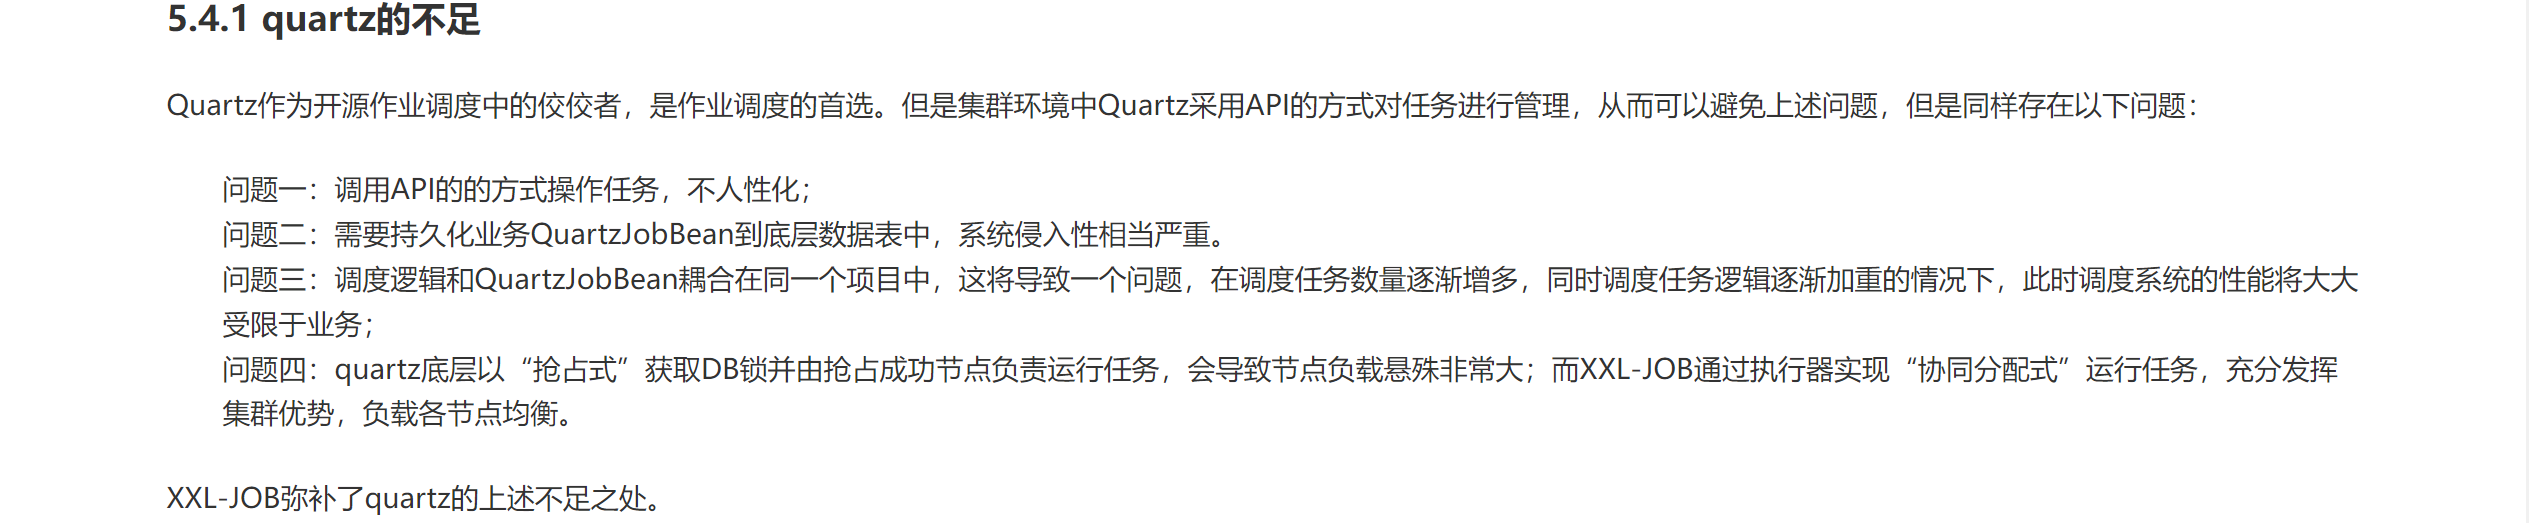 5.4.1 quartz的不足
Quartz作为开源作业调度中的佼佼者，是作业调度的首选。但是集群环境中Quartz采用API的方式对任务进行管理，从而可以避免上述问题，但是同样存在以下问题：
问题一：调用API的的方式操作任务，不人性化；
问题二：需要持久化业务QuartzJobBean到底层数据表中，系统侵入性相当严重。
问题三：调度逻辑和QuartzJobBean耦合在同一个项目中，这将导致一个问题，在调度任务数量逐渐增多，同时调度任务逻辑逐渐加重的情况下，此时调度系统的性能将大大
受限于业务；
问题四：quartz底层以“抢占式”获取DB锁并由抢占成功节点负责运行任务，会导致节点负载悬殊非常大；而XXL-JOB通过执行器实现“协同分配式”运行任务，充分发挥
集群优势，负载各节点均衡。
XXL-JOB弥补了quartz的上述不足之处。